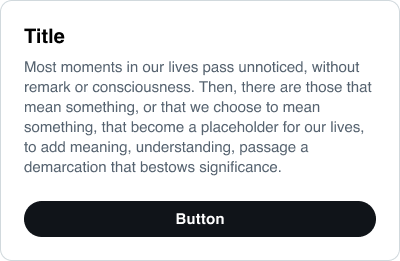 Title
Most moments in our lives pass unnoticed, without
remark or consciousness. Then, there are those that
mean something, or that we choose to mean
something, that become a placeholder for our lives,
to add meaning, understanding, passage a
demarcation that bestows significance.
Button